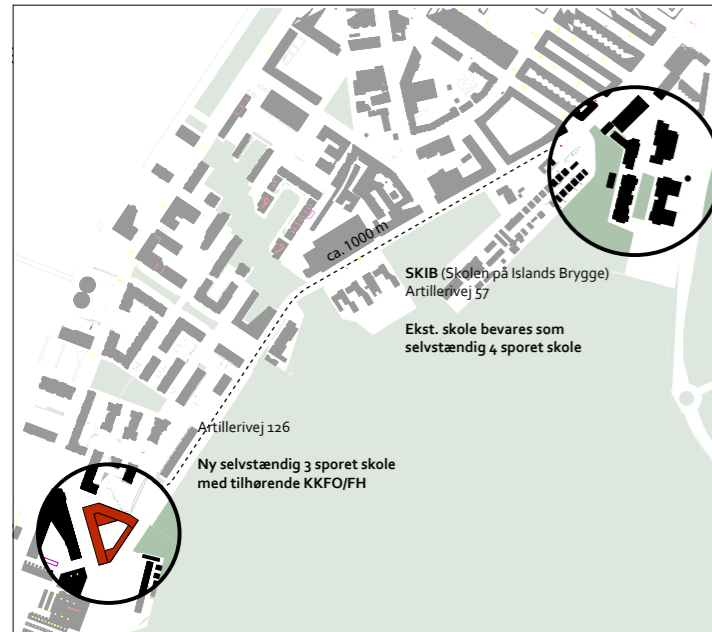 ca. 1000 m
SKIB (Skolen på Islands Brygge)
Artillerivej 57
Ekst. skole bevares som
selvstændig 4 sporet skole
Artillerivej 126
Ny selvstændig 3 sporet skole
med tilhørende KKFO/FH